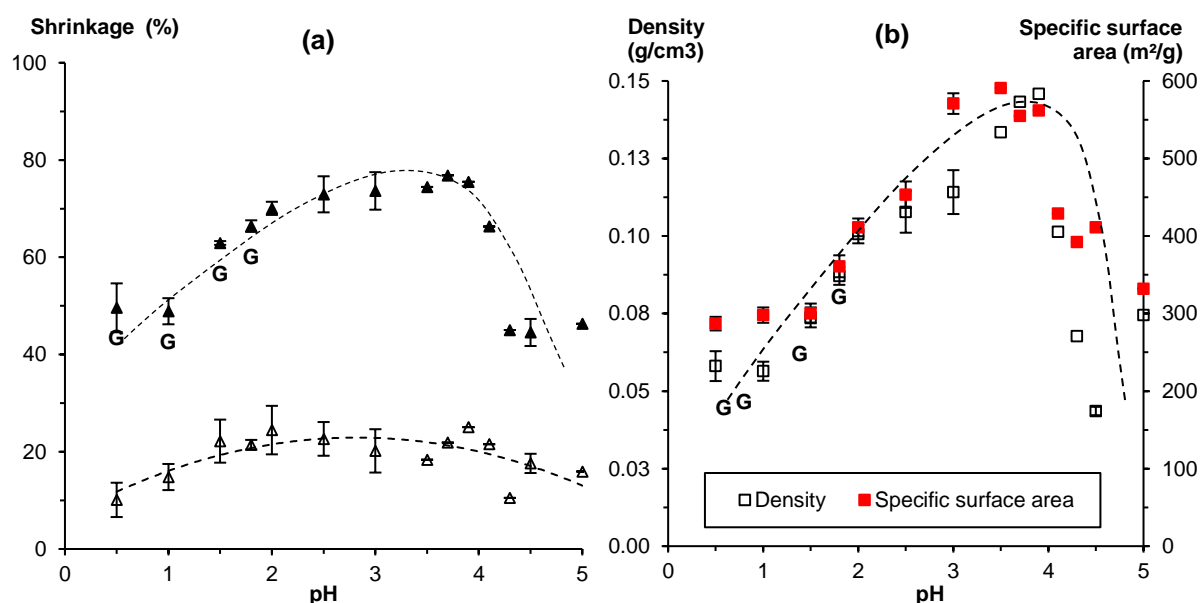 Shrinkage (%)
(a)
100
80
60
40
20
0
G
G
G
G
0
1
2
3
4
5
pH
Density
(g/cm3)
(b)
Specific surface
area (m²/g)
0.15
0.13
0.10
0.08
0.05
0.03
0.00
600
500
400
300
200
100
0
G
G
G
G
Density
Specific surface area
0
1
2
3
4
5
pH